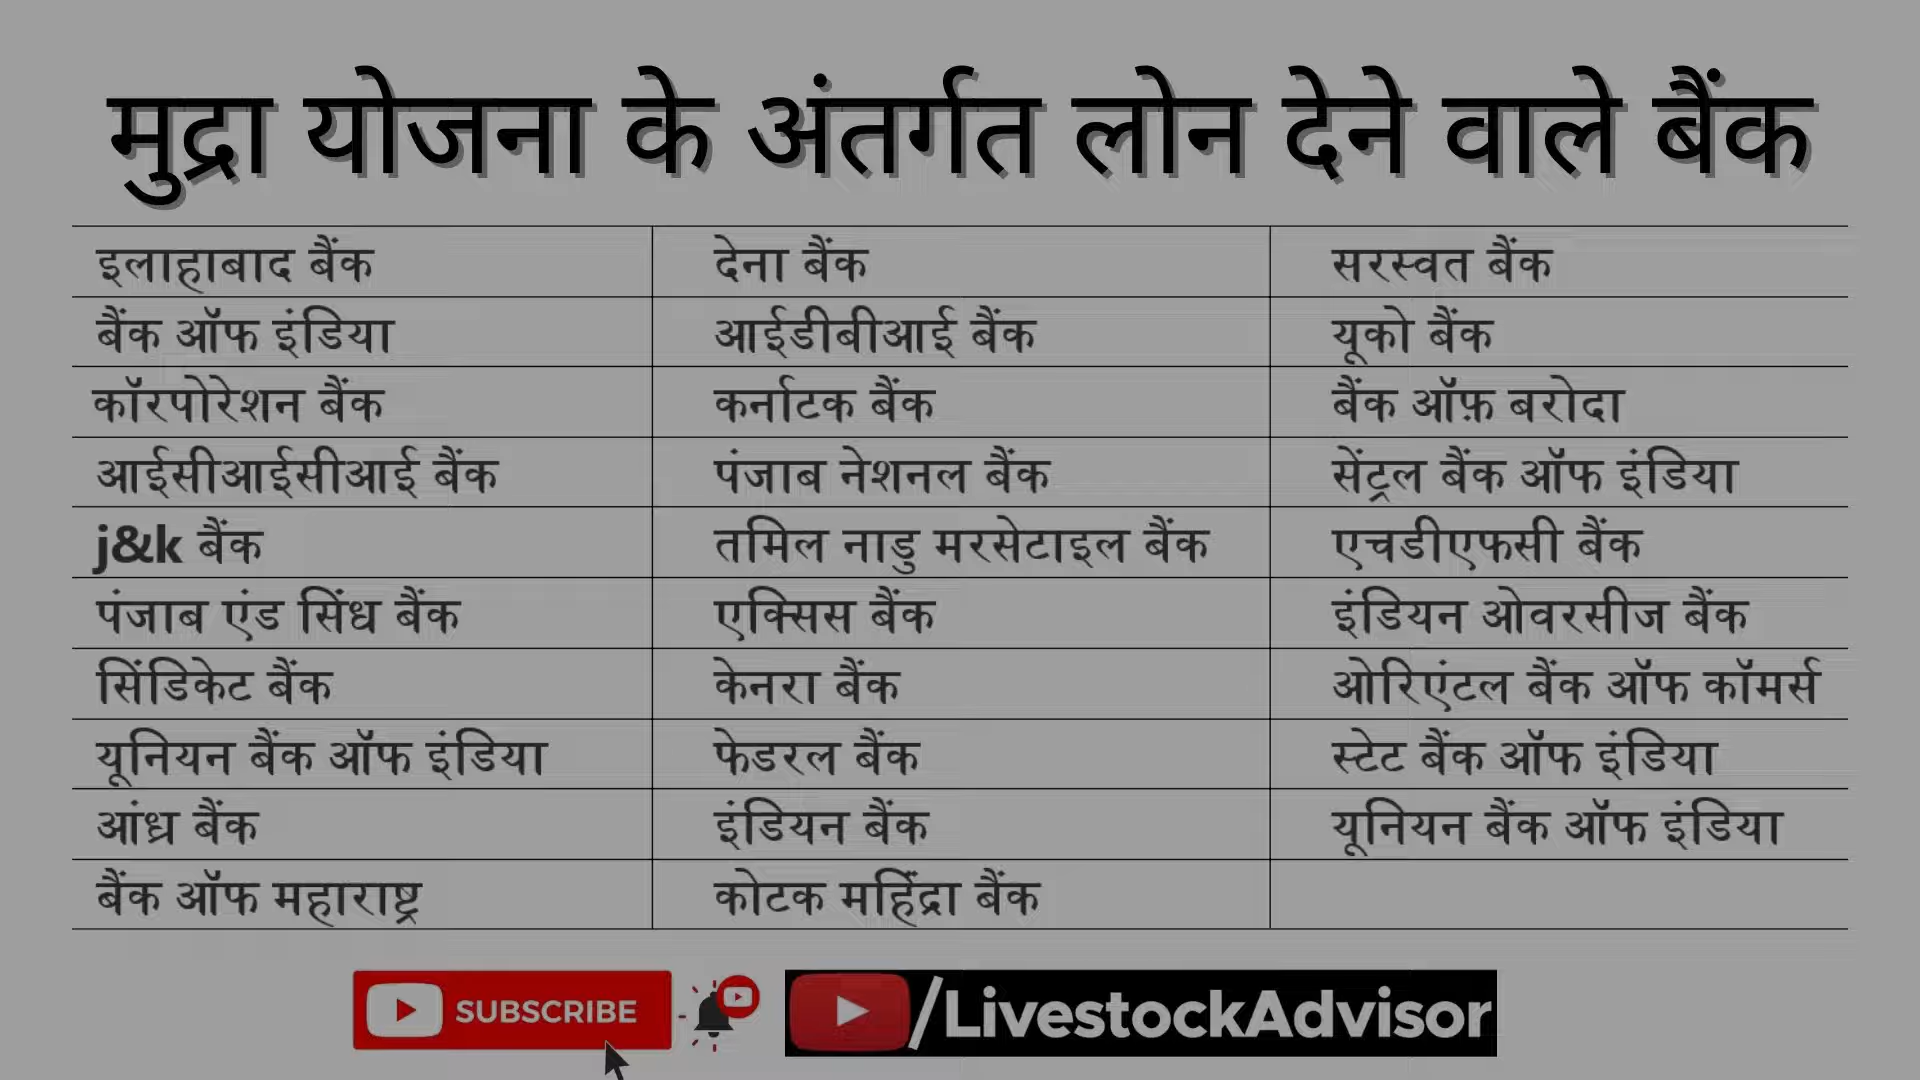 मुद्रा योजना के अंतर्गत लोन देने वाले बैंक
इलाहाबाद बैंक देना बैंक सरस्वत बैंक
बैंक ऑफ इंडिया आईडीबीआई बैंक यूको बैंक
कॉरपोरेशन बैंक कर्नाटक बैंक बैंक ऑफ़ बरोदा
आईसीआईसीआई बैंक पंजाब नेशनल बैंक सेंट्रल बैंक ऑफ इंडिया
j&k बैंक तमिल नाडु मरसेटाइल बैंक एचडीएफसी बैंक
पंजाब एंड सिंध बैंक एक्सिस बैंक इंडियन ओवरसीज बैंक
सिंडिकेट बैंक केनरा बैंक ओरिएंटल बैंक ऑफ कॉमर्स
यूनियन बैंक ऑफ इंडिया फेडरल बैंक स्टेट बैंक ऑफ इंडिया
आंध्र बैंक इंडियन बैंक यूनियन बैंक ऑफ इंडिया
बैंक ऑफ महाराष्ट्र कोटक महिंद्रा बैंक
SUBSCRIBE /LivestockAdvisor